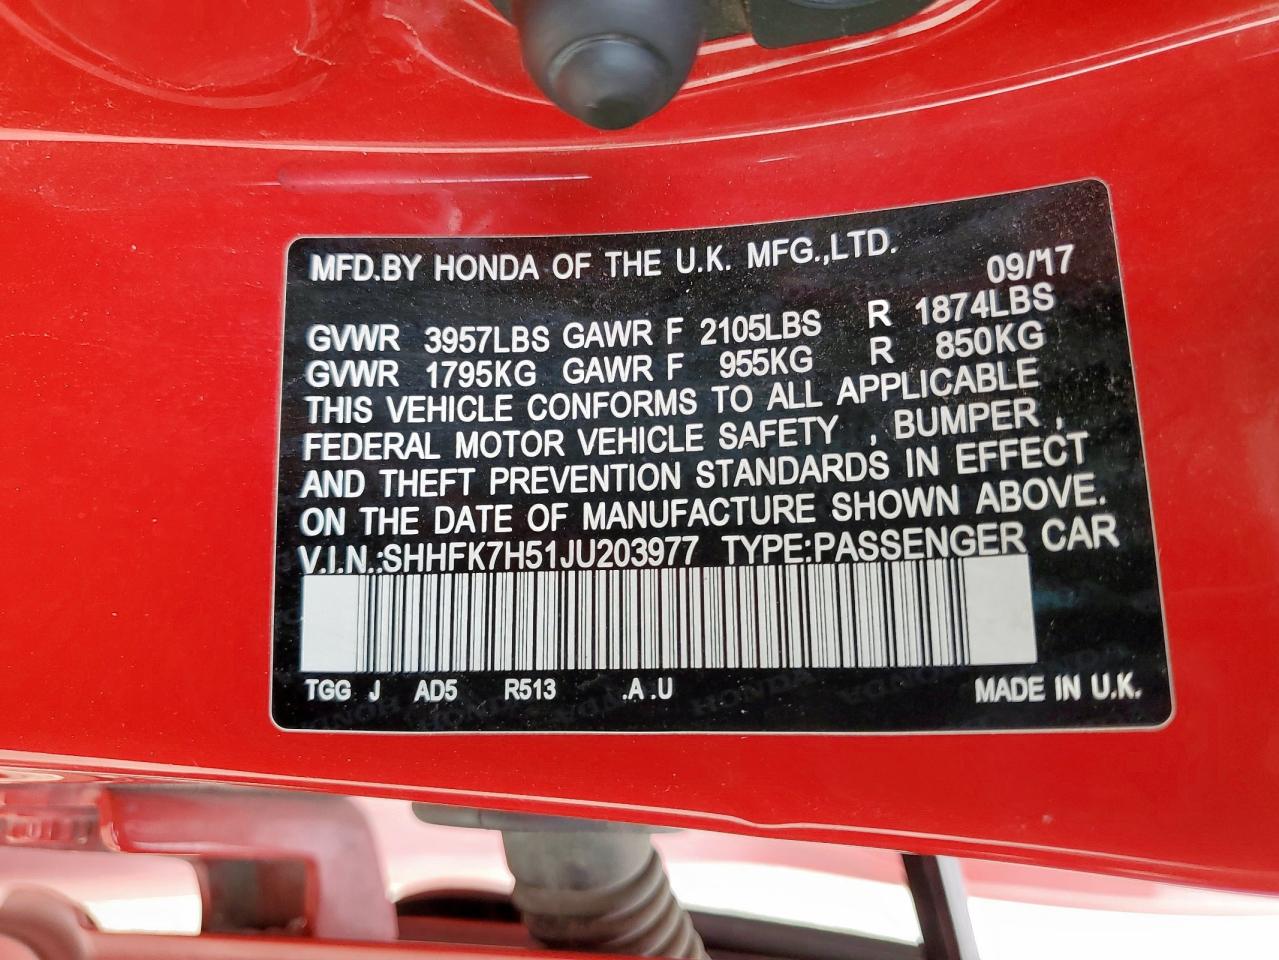 MFD.BY HONDA OF THE U.K. MFG.,LTD.
09/'17
GVWR 3957LBS GAWR F 2105LBS R 1874LBS
GVWR 1795KG GAWR F 955KG R 850KG
THIS VEHICLE CONFORMS TO ALL APPLICABLE
FEDERAL MOTOR VEHICLE SAFETY , BUMPER ,
AND THEFT PREVENTION STANDARDS IN EFFECT
ON THE DATE OF MANUFACTURE SHOWN ABOVE.
V.I.N.:SHHFK7H51JU203977 TYPE:PASSENGER CAR
TGG J AD5 R513 .A .U MADE IN U.K.
HONDA